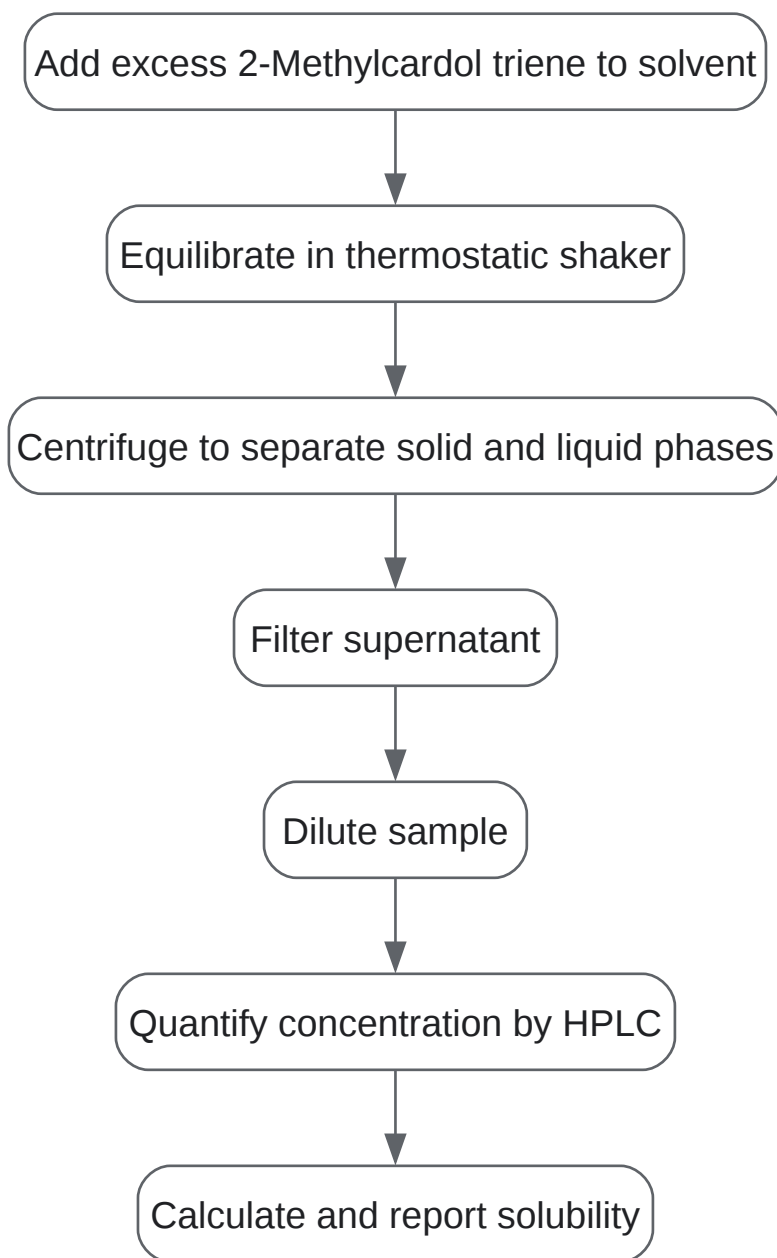 Add excess 2-Methylcardol triene to solvent
Equilibrate in thermostatic shaker
Centrifuge to separate solid and liquid phases
Filter supernatant
Dilute sample
Quantify concentration by HPLC
Calculate and report solubility